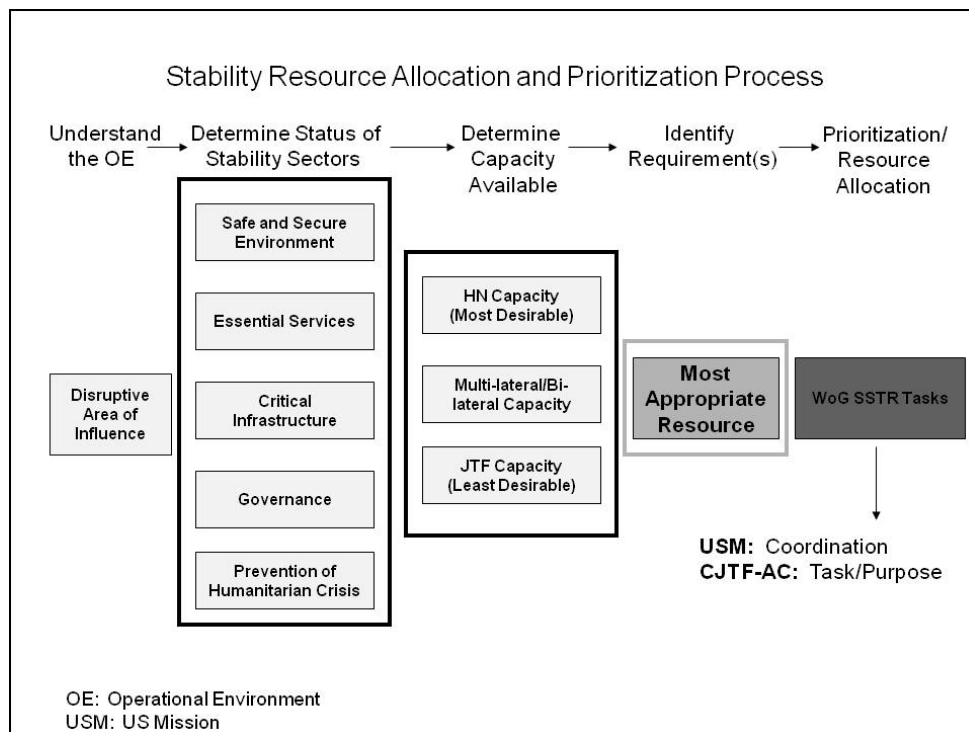 Stability Resource Allocation and Prioritization Process
Understand
the OE
Determine Status of
Stability Sectors
Determine
Capacity
Available
Identify
Requirement(s)
Prioritization/
Resource
Allocation
Disruptive
Area of
Influence
Safe and Secure
Environment
Essential Services
Critical
Infrastructure
Governance
Prevention of
Humanitarian Crisis
HN Capacity
(Most Desirable)
Multi-lateral/Bi-
lateral Capacity
JTF Capacity
(Least Desirable)
Most
Appropriate
Resource
WoG SSTR Tasks
USM: Coordination
CJTF-AC: Task/Purpose
OE: Operational Environment
USM: US Mission